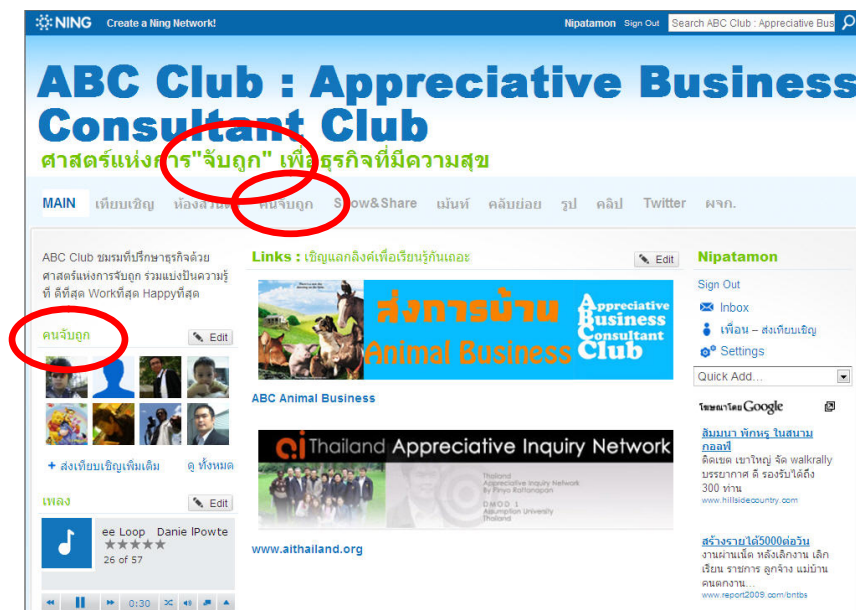 NING Create a Ning Network! Nipatamon Sign Out Search ABC Club : Appreciative Bus
ABC Club : Appreciative Business
Consultant Club
ศาสตร์แห่งการ"จับถูก" เพื่อธุรกิจที่มีความสุข
MAIN เทียบเชิญ คนจับถูก Show&Share เม้นท์ คลับย่อย รูป คลิป Twitter ผจก.
ABC Club ชมรมที่ปรึกษาธุรกิจด้วย
ศาสตร์แห่งการจับถูก ร่วมแบ่งปันความรู้
ที่ ดีที่สุด Workที่สุด Happyที่สุด
คนจับถูก Edit
+ ส่งเทียบเชิญเพิ่มเติม ดู ทั้งหมด
เพลง Edit
ee Loop Danie lPowte
26 of 57
0:30
Links : เชิญแลกลิงค์เพื่อเรียนรู้กันเถอะ Edit
ส่งการบ้าน
Animal Business
Appreciative
Business
Consultant
Club
ABC Animal Business
Thailand Appreciative Inquiry Network
Thailand
Appreciative Inquiry Network
By Pinyo Rattanapan
DMOD 1
Assumption University
Thailand
www.aithailand.org
Nipatamon
Sign Out
Inbox
เพื่อน – ส่งเทียบเชิญ
Settings
Quick Add...
โฆษณาโดย Google
สัมมนา พักหรู ในสนาม
กอลฟ์
ติดเขต เขาใหญ่ จัด walkrally
บรรยากาศ ดี รองรับได้ถึง
300 ท่าน
www.hillsidecountry.com
สร้างรายได้5000ต่อวัน
งานผ่านเน็ต หลังเลิกงาน เลิก
เรียน ราชการ ลูกจ้าง แม่บ้าน
คนตกงาน...
www.report2009.com/bntbs